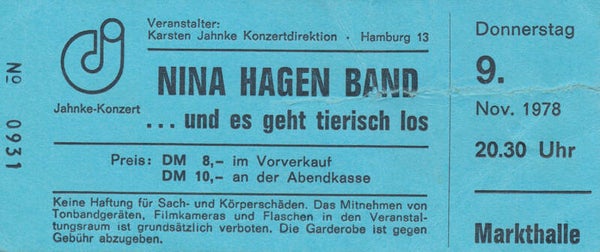 Veranstalter:
Karsten Jahnke Konzertdirektion · Hamburg 13
Jahnke-Konzert
№ 0931
NINA HAGEN BAND
... und es geht tierisch los
Preis: DM 8,- im Vorverkauf
DM 10,- an der Abendkasse
Keine Haftung für Sach- und Körperschäden. Das Mitnehmen von
Tonbandgeräten, Filmkameras und Flaschen in den Veranstal-
tungsraum ist grundsätzlich verboten. Die Garderobe ist gegen
Gebühr abzugeben.
Donnerstag
9.
Nov. 1978
20.30 Uhr
Markthalle